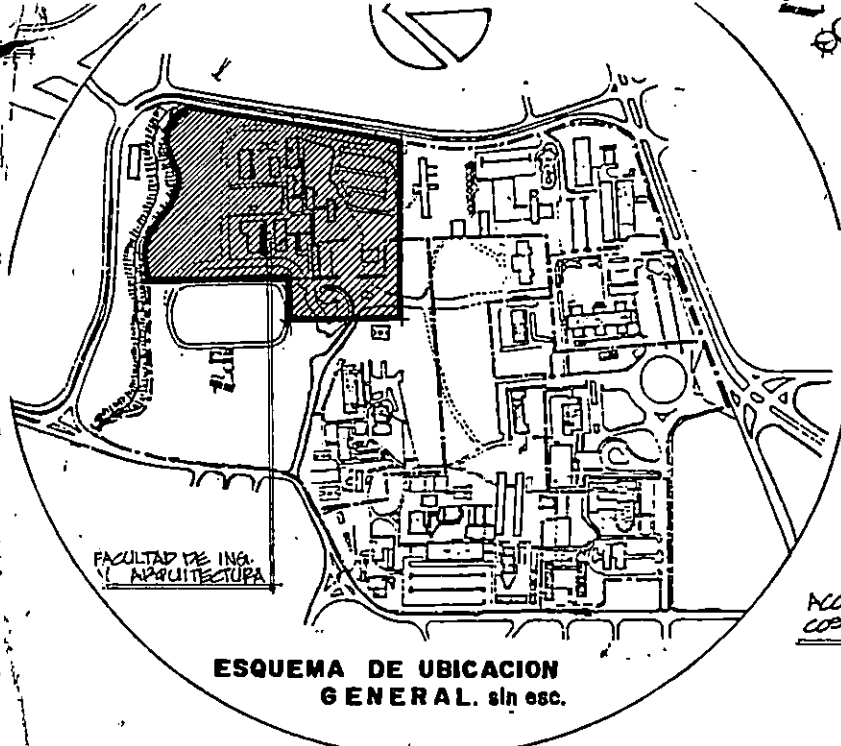 FACULTAD DE ING.
Y ARQUITECTURA
ESQUEMA DE UBICACION
GENERAL. sin esc.